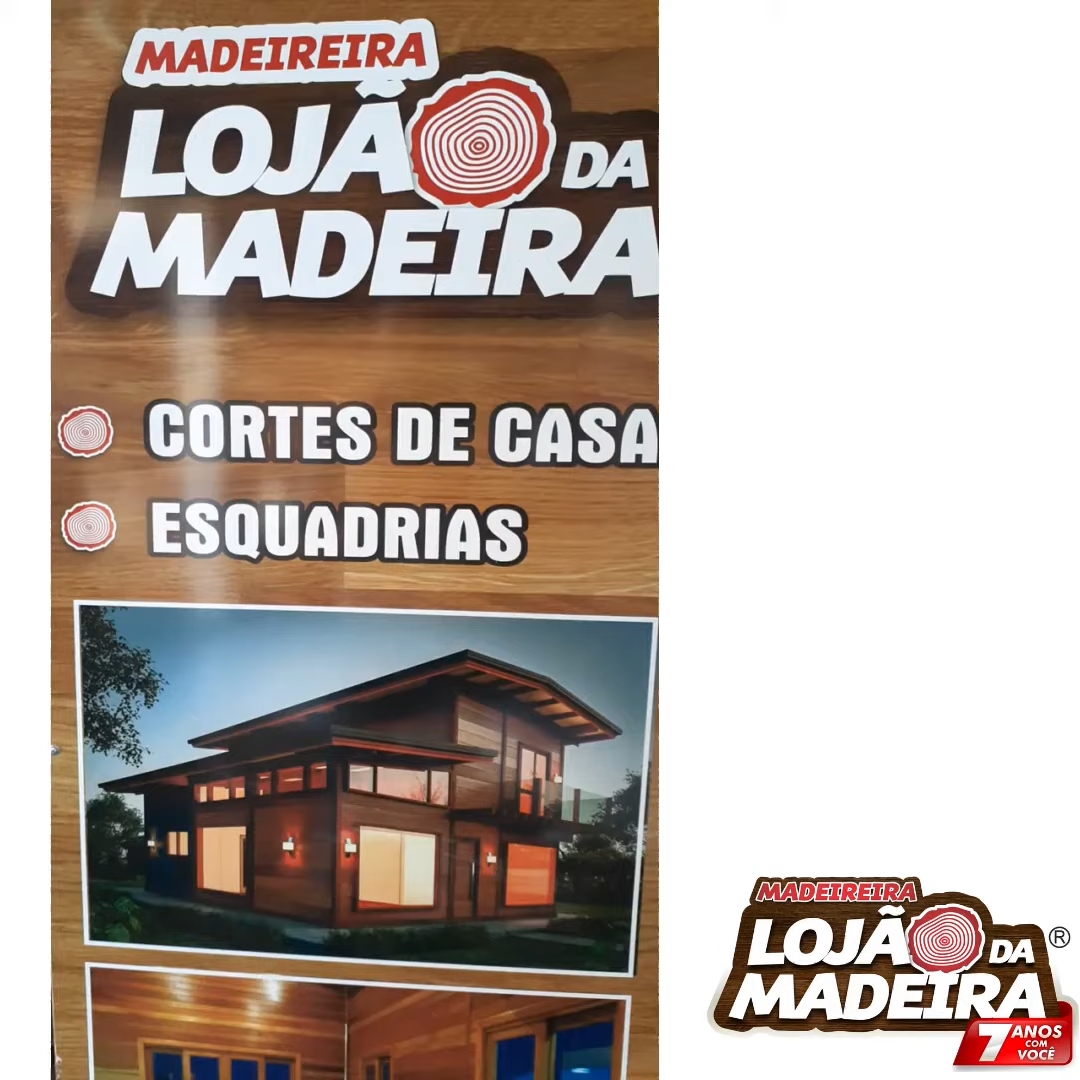 MADEIREIRA
LOJÃO DA
MADEIRA
CORTES DE CASA
ESQUADRIAS
MADEIREIRA
LOJÃO DA ®
MADEIRA
7 ANOS
COM
VOCÊ